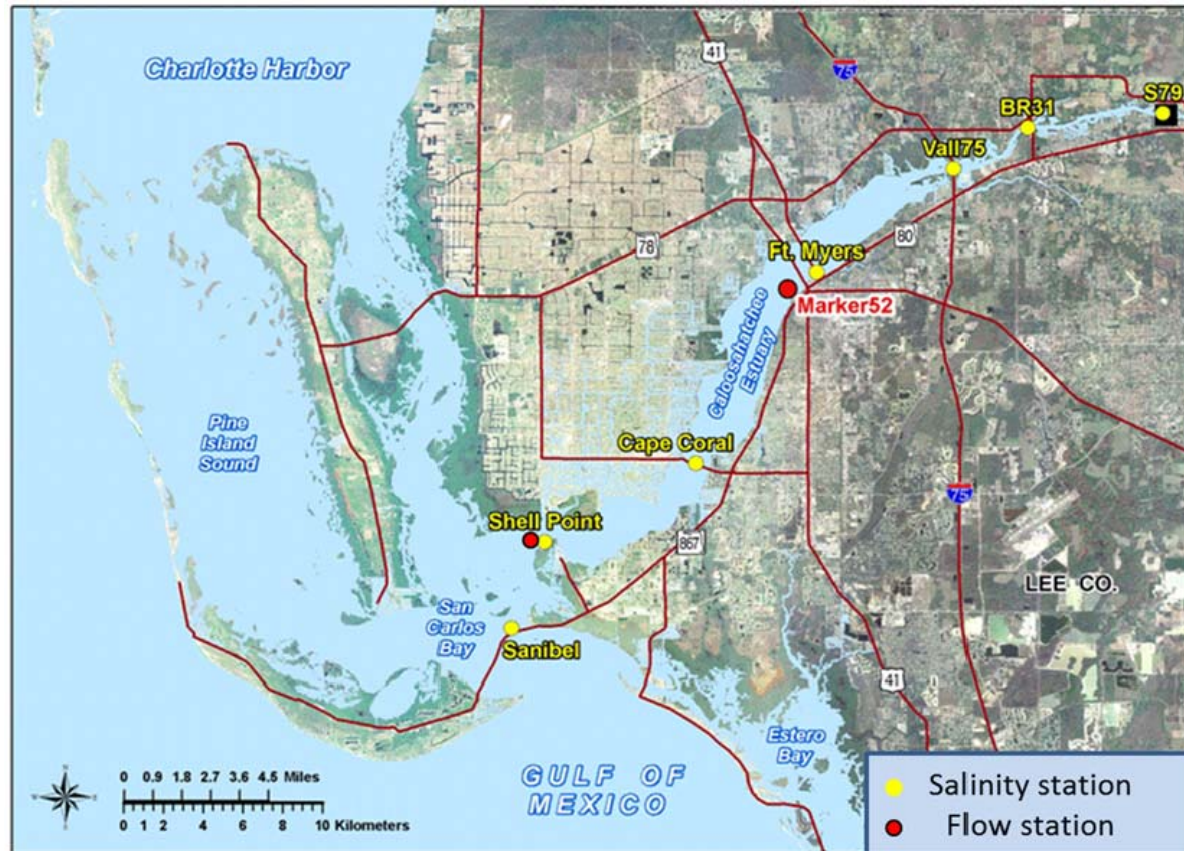 Charlotte Harbor
41
75
S79
BR31
Vall75
78
80
Ft. Myers
Marker52
Caloosahatchee
Estuary
Pine
Island
Sound
Cape Coral
75
Shell Point
867
LEE CO.
San
Carlos
Bay
Sanibel
41
Estero
Bay
GULF OF
MEXICO
0 0.9 1.8 2.7 3.6 4.5 Miles
0 1 2 4 6 8 10 Kilometers
Salinity station
Flow station